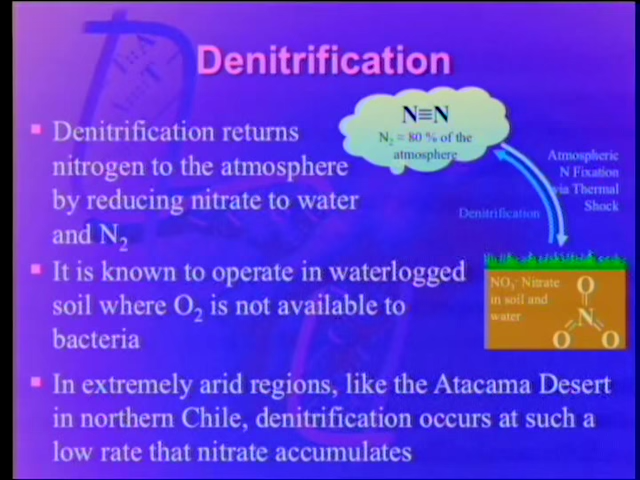 Denitrification
Denitrification returns
nitrogen to the atmosphere
by reducing nitrate to water
and N₂
It is known to operate in waterlogged
soil where O₂ is not available to
bacteria
In extremely arid regions, like the Atacama Desert
in northern Chile, denitrification occurs at such a
low rate that nitrate accumulates
N≡N
N₂ = 80 % of the
atmosphere
Atmospheric
N Fixation
via Thermal
Shock
Denitrification
NO₃⁻ Nitrate
in soil and
water
O
N
O O